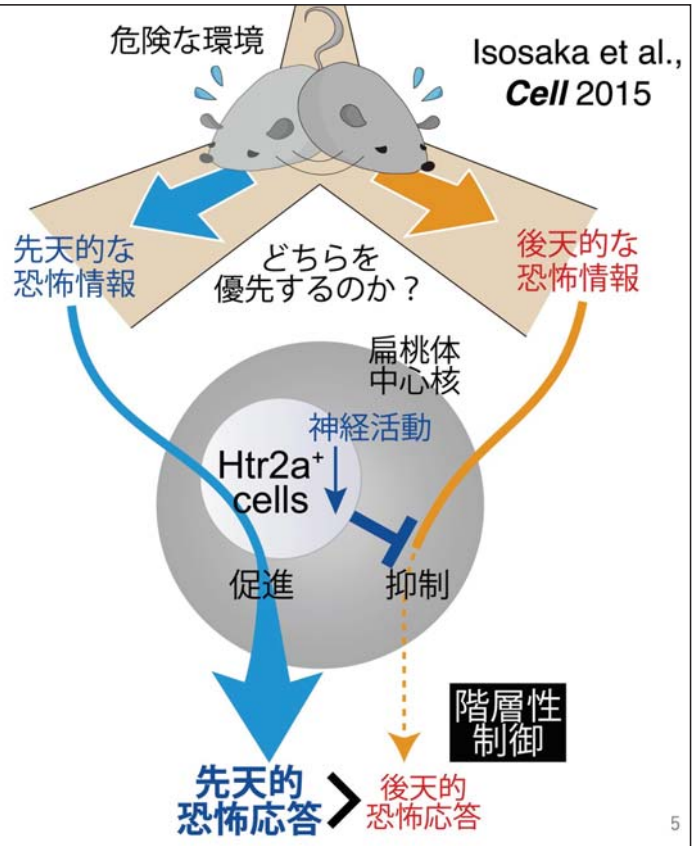 危険な環境
Isosaka et al.,
Cell 2015
先天的な
恐怖情報
どちらを
優先するのか？
後天的な
恐怖情報
扁桃体
中心核
神経活動
Htr2a⁺
cells
促進
抑制
階層性
制御
先天的
恐怖応答
>
後天的
恐怖応答
5